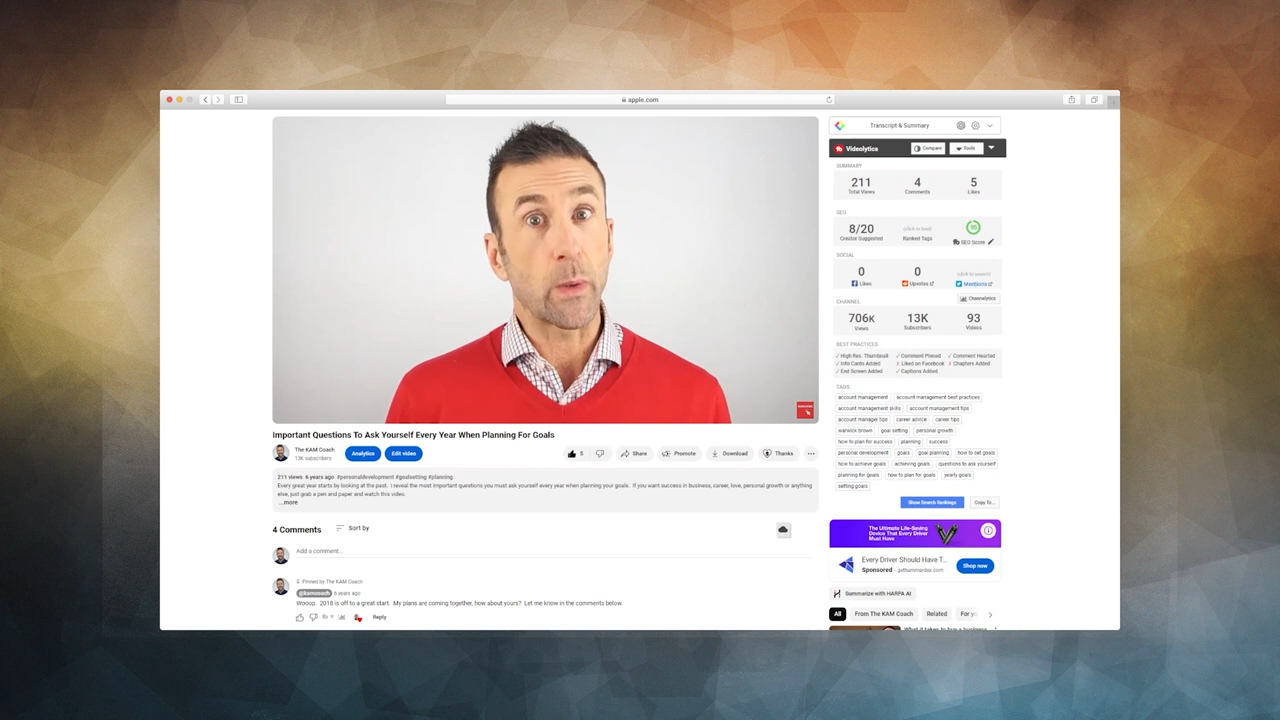 apple.com
Transcript & Summary
Videolytics Compare Tools
SUMMARY
211 4 5
Total Views Comments Likes
SEO
8/20 (click to load)
Creator Suggested Ranked Tags SEO Score
SOCIAL
0 0
Likes Upvotes Mentions
CHANNEL Channelytics
706K 13K 93
Views Subscribers Videos
BEST PRACTICES
✓ High Res. Thumbnail ✓ Comment Pinned ✓ Comment Hearted
✓ Info Cards Added ✗ Liked on Facebook ✗ Chapters Added
✓ End Screen Added ✓ Captions Added
TAGS
account management account management best practices
account management skills account management tips
account manager tips career advice career tips
warwick brown goal setting personal growth
how to plan for success planning success
personal development goals goal planning how to set goals
how to achieve goals achieving goals questions to ask yourself
planning for goals how to plan for goals yearly goals
setting goals
Show Search Rankings Copy To...
Important Questions To Ask Yourself Every Year When Planning For Goals
The KAM Coach
13K subscribers
Analytics Edit video 5 Share Promote Download Thanks ...
211 views 6 years ago #personaldevelopment #goalsetting #planning
Every great year starts by looking at the past. I reveal the most important questions you must ask yourself every year when planning your goals. If you want success in business, career, love, personal growth or anything
else, just grab a pen and paper and watch this video.
...more
4 Comments Sort by
Add a comment...
Pinned by The KAM Coach
@kamcoach 6 years ago
Wooop. 2018 is off to a great start. My plans are coming together, how about yours? Let me know in the comments below.
Reply
The Ultimate Life-Saving
Device That Every Driver
Must Have
Every Driver Should Have T...
Sponsored
Shop now
Summarize with HARPA AI
All From The KAM Coach Related For yo
What it takes to buy a business